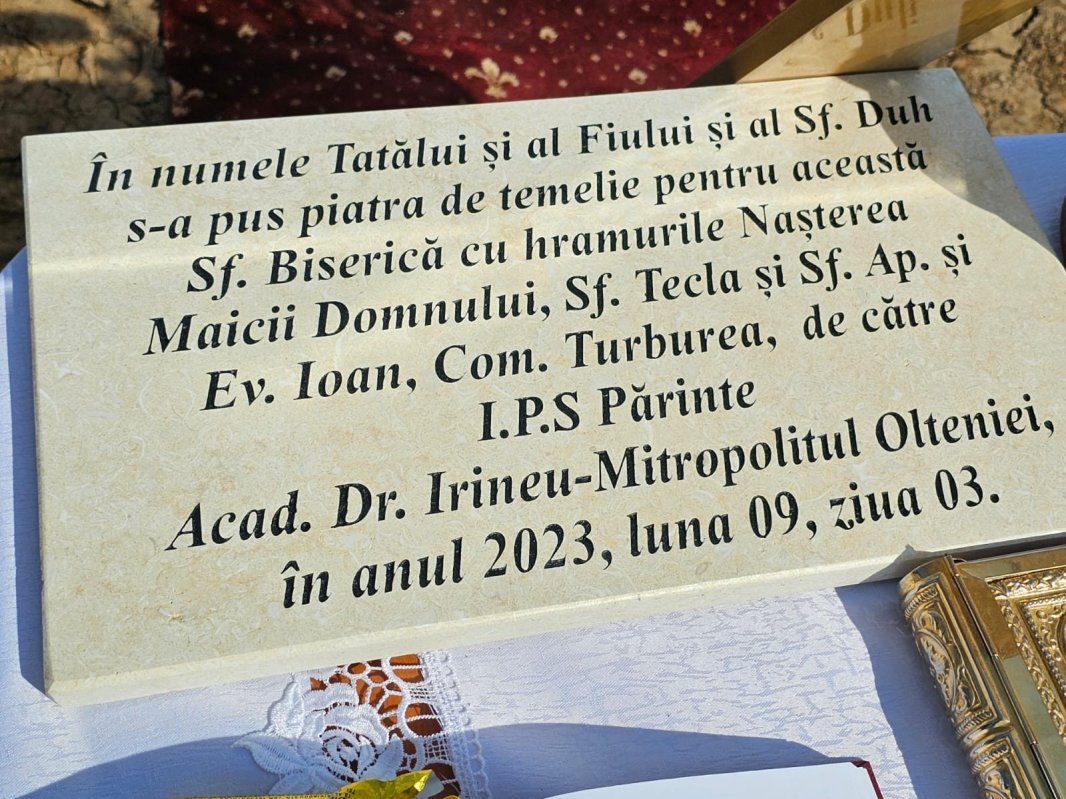 În numele Tatălui și al Fiului și al Sf. Duh
s-a pus piatra de temelie pentru această
Sf. Biserică cu hramurile Nașterea
Maicii Domnului, Sf. Tecla și Sf. Ap. și
Ev. Ioan, Com. Turburea, de către
I.P.S Părinte
Acad. Dr. Irineu-Mitropolitul Olteniei,
în anul 2023, luna 09, ziua 03.